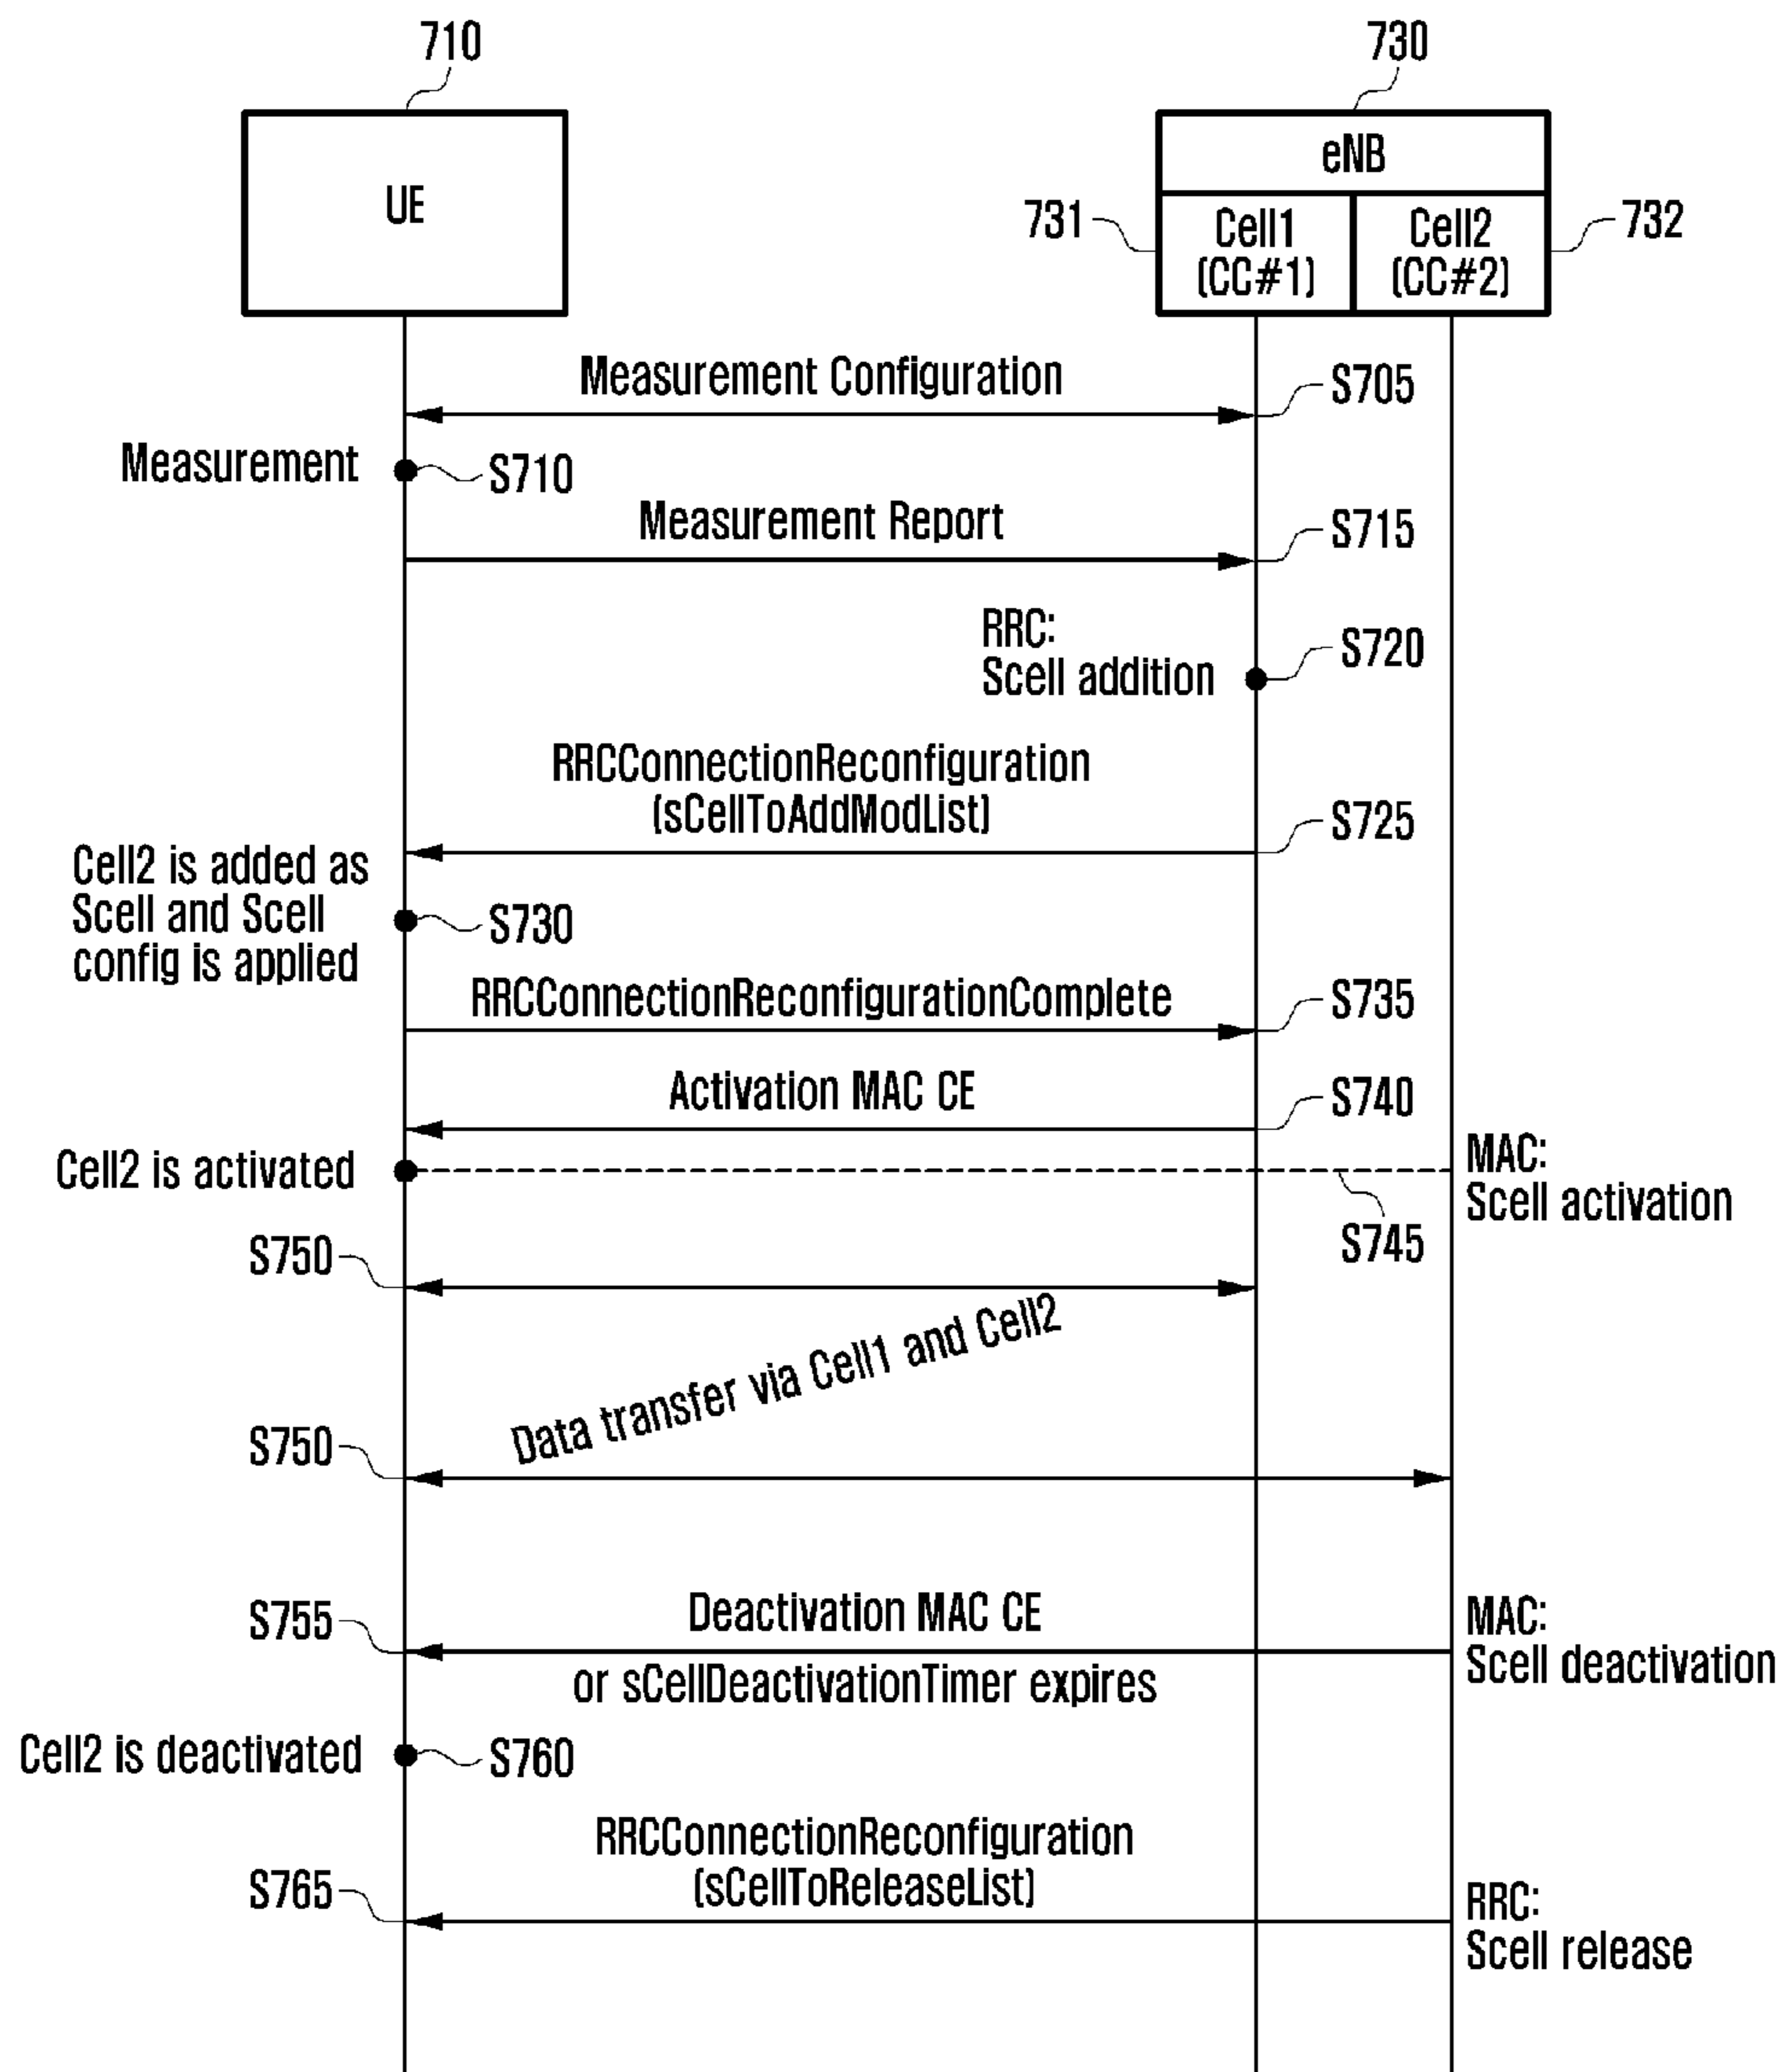 710
730
UE
eNB
731
Cell1
(CC#1)
Cell2
(CC#2)
732
Measurement Configuration
S705
Measurement
S710
Measurement Report
S715
RRC:
Scell addition
S720
RRCConnectionReconfiguration
(sCellToAddModList)
S725
Cell2 is added as
Scell and Scell
config is applied
S730
RRCConnectionReconfigurationComplete
S735
Activation MAC CE
S740
Cell2 is activated
MAC:
Scell activation
S745
S750
Data transfer via Cell1 and Cell2
S750
S755
Deactivation MAC CE
or sCellDeactivationTimer expires
MAC:
Scell deactivation
Cell2 is deactivated
S760
RRCConnectionReconfiguration
(sCellToReleaseList)
S765
RRC:
Scell release